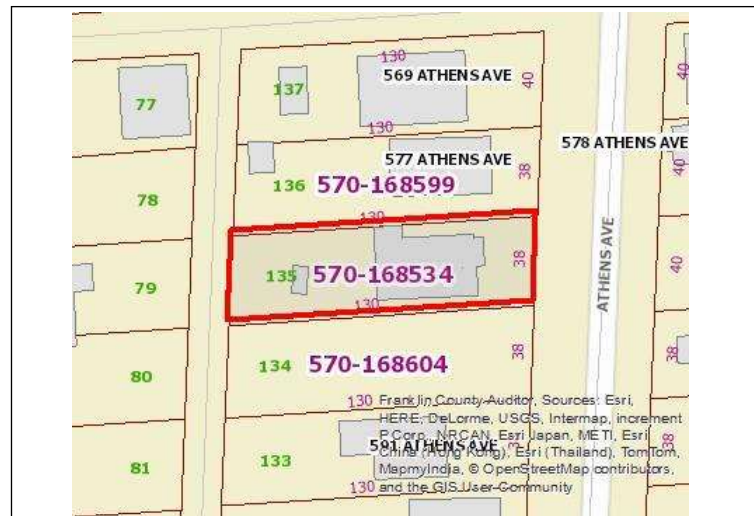 130
569 ATHENS AVE
40
40
77
137
130
578 ATHENS AVE
577 ATHENS AVE
38
40
136
570-168599
78
130
ATHENS AVE
38
40
135
570-168534
79
130
38
38
134
570-168604
80
130
Franklin County Auditor, Sources: Esri,
HERE, DeLorme, USGS, Intermap, increment
P Corp., NRCAN, Esri Japan, METI, Esri
China (Hong Kong), Esri (Thailand), TomTom,
MapmyIndia, © OpenStreetMap contributors,
and the GIS User Community
591 ATHENS AVE
38
133
81
130